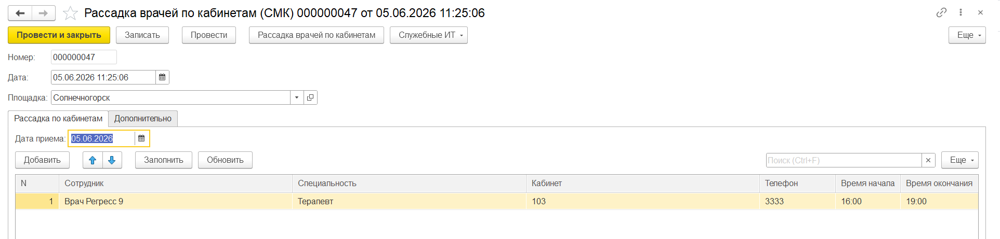 Рассадка врачей по кабинетам (СМК) 000000047 от 05.06.2026 11:25:06
Провести и закрыть Записать Провести Рассадка врачей по кабинетам Служебные ИТ Еще
Номер: 000000047
Дата: 05.06.2026 11:25:06
Площадка: Солнечногорск
Рассадка по кабинетам Дополнительно
Дата приема: 05.06.2026
Добавить Заполнить Обновить Поиск (Ctrl+F) Еще
N Сотрудник Специальность Кабинет Телефон Время начала Время окончания
1 Врач Регресс 9 Терапевт 103 3333 16:00 19:00